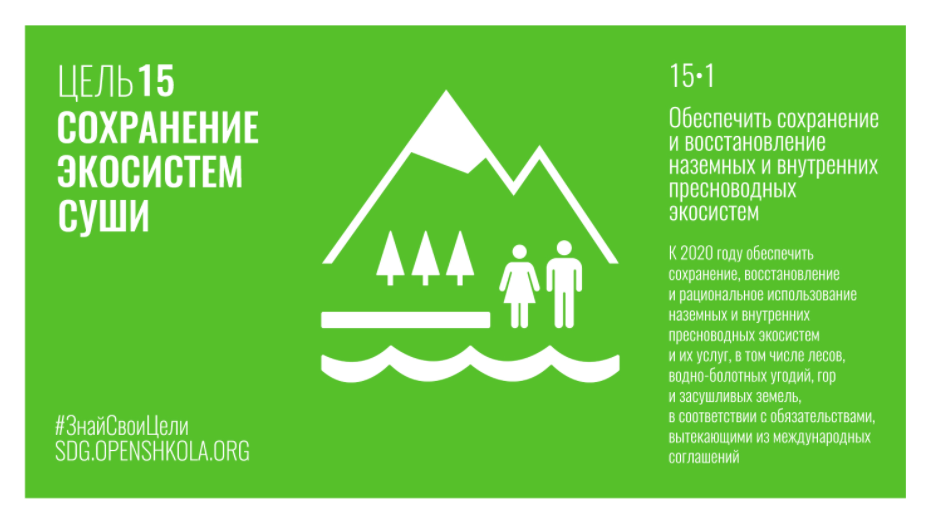 ЦЕЛЬ 15
СОХРАНЕНИЕ
ЭКОСИСТЕМ
СУШИ
#ЗнайСвоиЦели
SDG.OPENSHKOLA.ORG
15•1
Обеспечить сохранение
и восстановление
наземных и внутренних
пресноводных
экосистем
К 2020 году обеспечить
сохранение, восстановление
и рациональное использование
наземных и внутренних
пресноводных экосистем
и их услуг, в том числе лесов,
водно-болотных угодий, гор
и засушливых земель,
в соответствии с обязательствами,
вытекающими из международных
соглашений